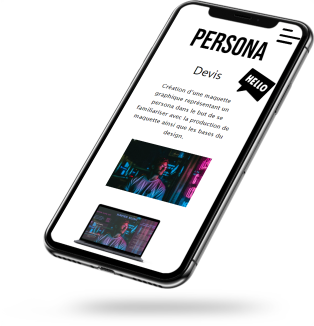 PERSONA
HELLO
Devis
Création d'une maquette
graphique représentant un
persona dans le but de se
familiariser avec la production de
maquette ainsi que les bases du
design.